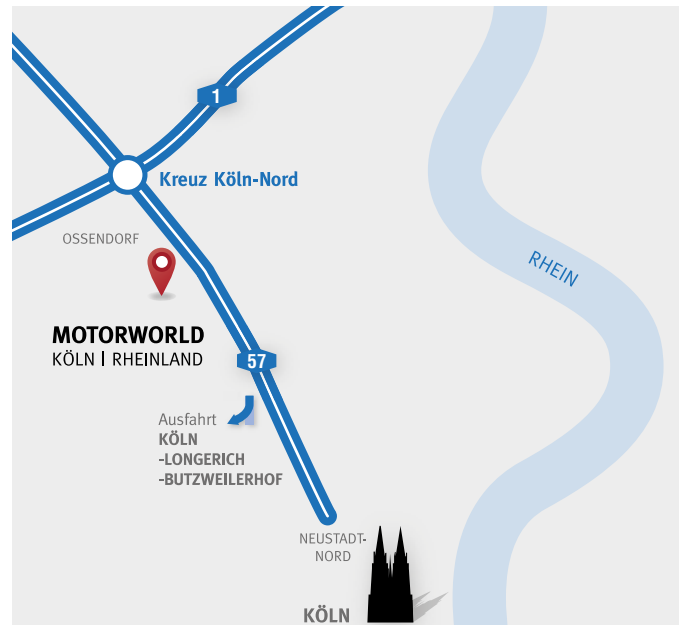 1
Kreuz Köln-Nord
OSSENDORF
RHEIN
MOTORWORLD
KÖLN | RHEINLAND
57
Ausfahrt
KÖLN
-LONGERICH
-BUTZWEILERHOF
NEUSTADT-
NORD
KÖLN